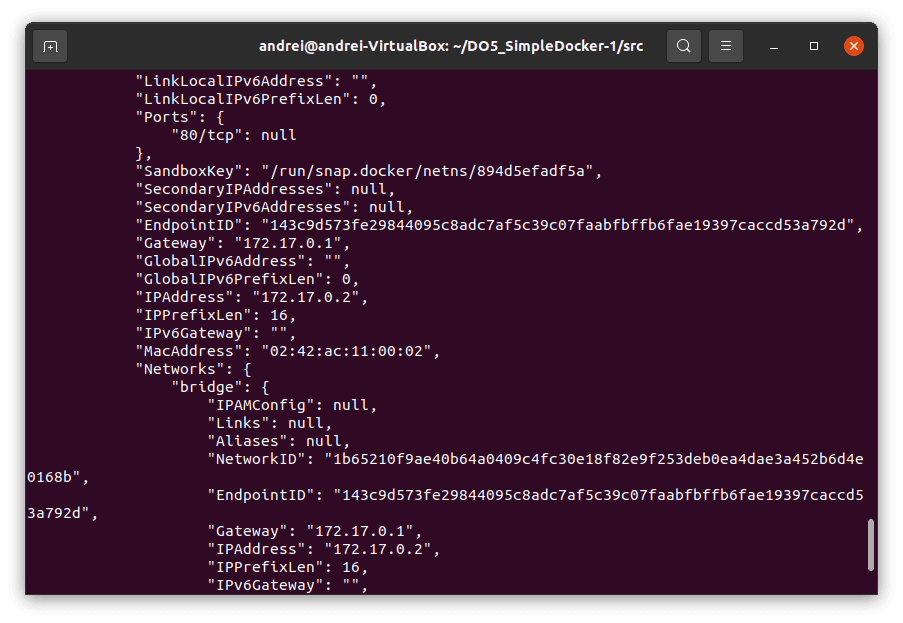 andrei@andrei-VirtualBox: ~/DO5_SimpleDocker-1/src
"LinkLocalIPv6Address": "",
"LinkLocalIPv6PrefixLen": 0,
"Ports": {
"80/tcp": null
},
"SandboxKey": "/run/snap.docker/netns/894d5efadf5a",
"SecondaryIPAddresses": null,
"SecondaryIPv6Addresses": null,
"EndpointID": "143c9d573fe29844095c8adc7af5c39c07faabfbffb6fae19397caccd53a792d",
"Gateway": "172.17.0.1",
"GlobalIPv6Address": "",
"GlobalIPv6PrefixLen": 0,
"IPAddress": "172.17.0.2",
"IPPrefixLen": 16,
"IPv6Gateway": "",
"MacAddress": "02:42:ac:11:00:02",
"Networks": {
"bridge": {
"IPAMConfig": null,
"Links": null,
"Aliases": null,
"NetworkID": "1b65210f9ae40b64a0409c4fc30e18f82e9f253deb0ea4dae3a452b6d4e
0168b",
"EndpointID": "143c9d573fe29844095c8adc7af5c39c07faabfbffb6fae19397caccd5
3a792d",
"Gateway": "172.17.0.1",
"IPAddress": "172.17.0.2",
"IPPrefixLen": 16,
"IPv6Gateway": "",